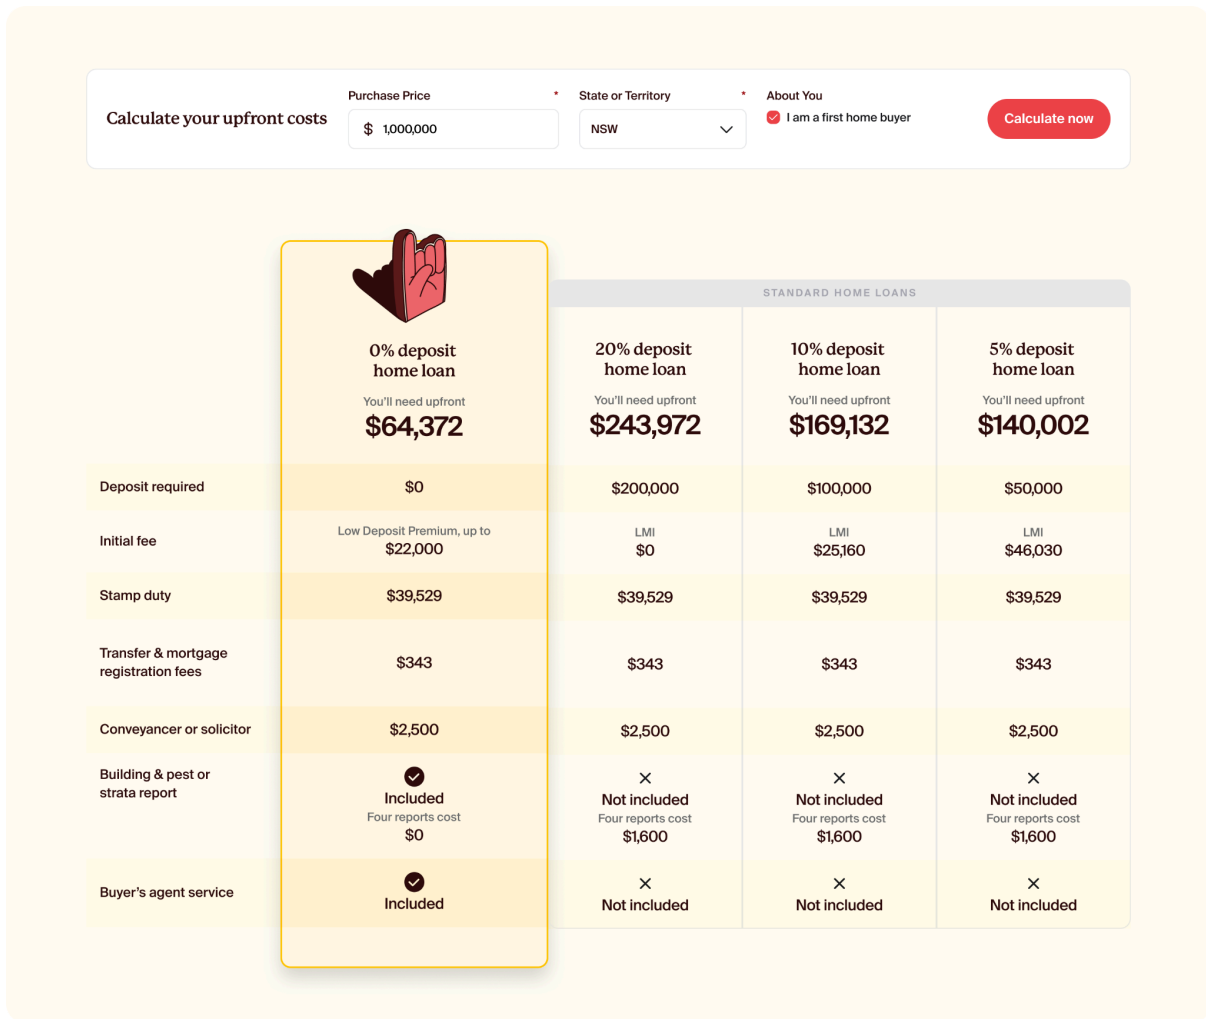 Calculate your upfront costs
Purchase Price *
$ 1,000,000
State or Territory *
NSW
About You
I am a first home buyer
Calculate now
STANDARD HOME LOANS
0% deposit
home loan
You'll need upfront
$64,372
20% deposit
home loan
You'll need upfront
$243,972
10% deposit
home loan
You'll need upfront
$169,132
5% deposit
home loan
You'll need upfront
$140,002
Deposit required $0 $200,000 $100,000 $50,000
Initial fee
Low Deposit Premium, up to LMI LMI LMI
$22,000 $0 $25,160 $46,030
Stamp duty $39,529 $39,529 $39,529 $39,529
Transfer & mortgage
registration fees
$343 $343 $343 $343
Conveyancer or solicitor $2,500 $2,500 $2,500 $2,500
Building & pest or
strata report
Included Not included Not included Not included
Four reports cost Four reports cost Four reports cost Four reports cost
$0 $1,600 $1,600 $1,600
Buyer's agent service
Included Not included Not included Not included